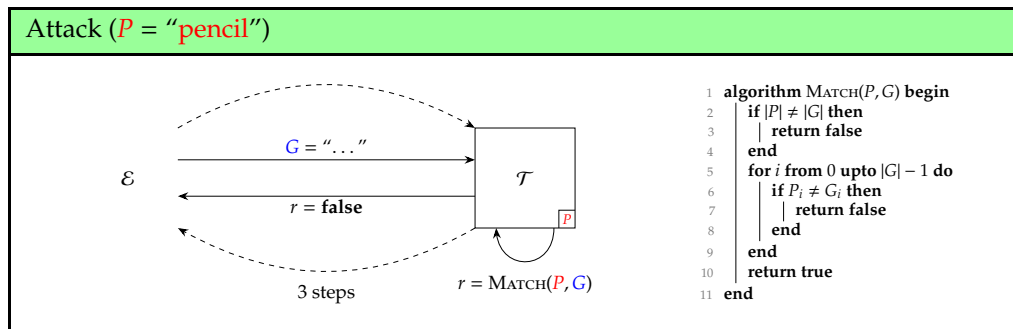 Attack (P = “pencil”)
G = “...”
ℰ
𝒯
r = false
P
r = Match(P, G)
3 steps
1 algorithm Match(P, G) begin
2 if |P| ≠ |G| then
3 return false
4 end
5 for i from 0 upto |G| − 1 do
6 if Pᵢ ≠ Gᵢ then
7 return false
8 end
9 end
10 return true
11 end